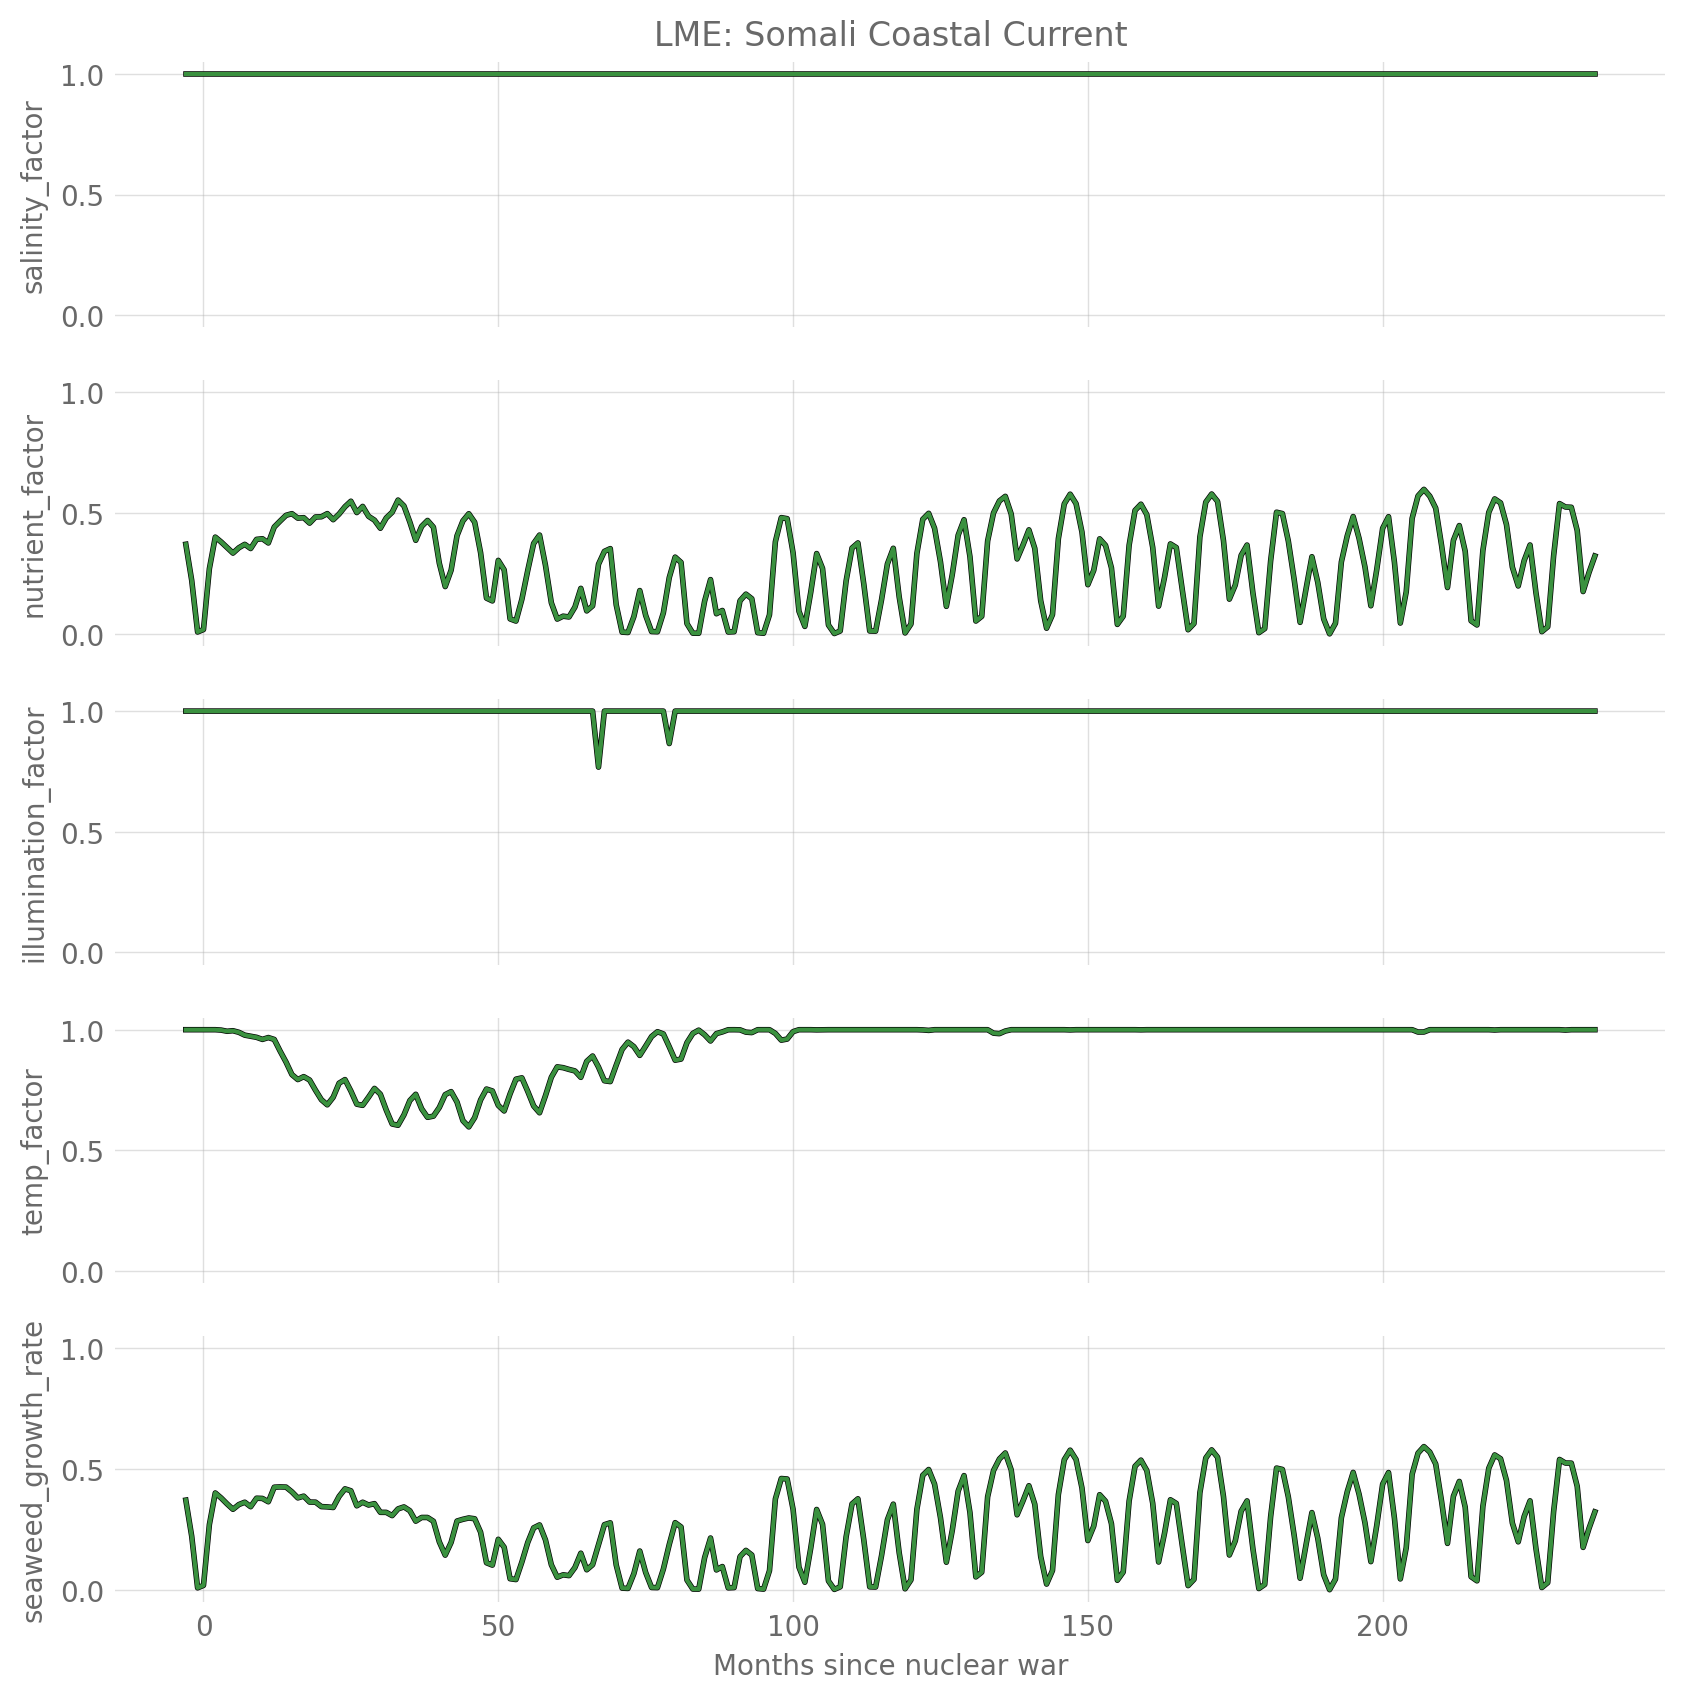 LME: Somali Coastal Current
1.0
0.5
0.0
salinity_factor
1.0
0.5
0.0
nutrient_factor
1.0
0.5
0.0
illumination_factor
1.0
0.5
0.0
temp_factor
1.0
0.5
0.0
seaweed_growth_rate
0 50 100 150 200
Months since nuclear war